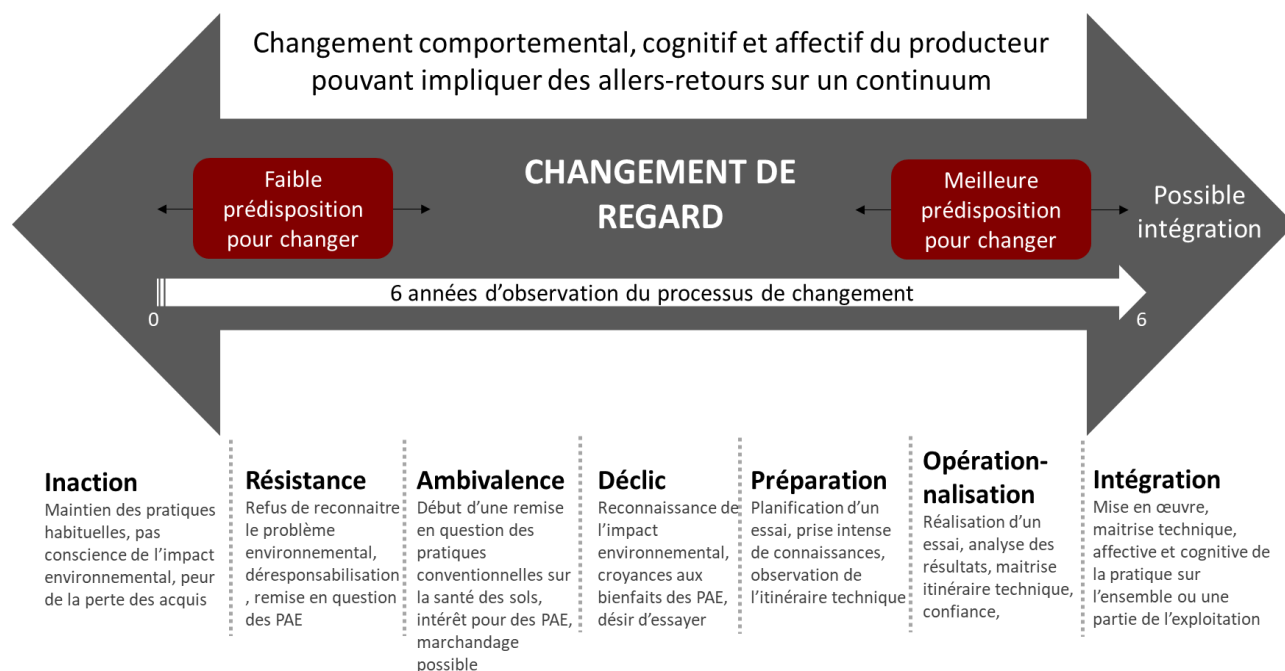 Changement comportemental, cognitif et affectif du producteur
pouvant impliquer des allers-retours sur un continuum
Faible
prédisposition
pour changer
CHANGEMENT DE
REGARD
Meilleure
prédisposition
pour changer
Possible
intégration
6 années d’observation du processus de changement
0
6
Inaction
Maintien des pratiques
habituelles, pas
conscience de l’impact
environnemental, peur
de la perte des acquis
Résistance
Refus de reconnaitre
le problème
environnemental,
déresponsabilisation
, remise en question
des PAE
Ambivalence
Début d’une remise
en question des
pratiques
conventionnelles sur
la santé des sols,
intérêt pour des PAE,
marchandage
possible
Déclic
Reconnaissance de
l’impact
environnemental,
croyances aux
bienfaits des PAE,
désir d’essayer
Préparation
Planification d’un
essai, prise intense
de connaissances,
observation de
l’itinéraire technique
Opération-
nalisation
Réalisation d’un
essai, analyse des
résultats, maitrise
itinéraire technique,
confiance,
Intégration
Mise en œuvre,
maitrise technique,
affective et cognitive de
la pratique sur
l’ensemble ou une
partie de l’exploitation